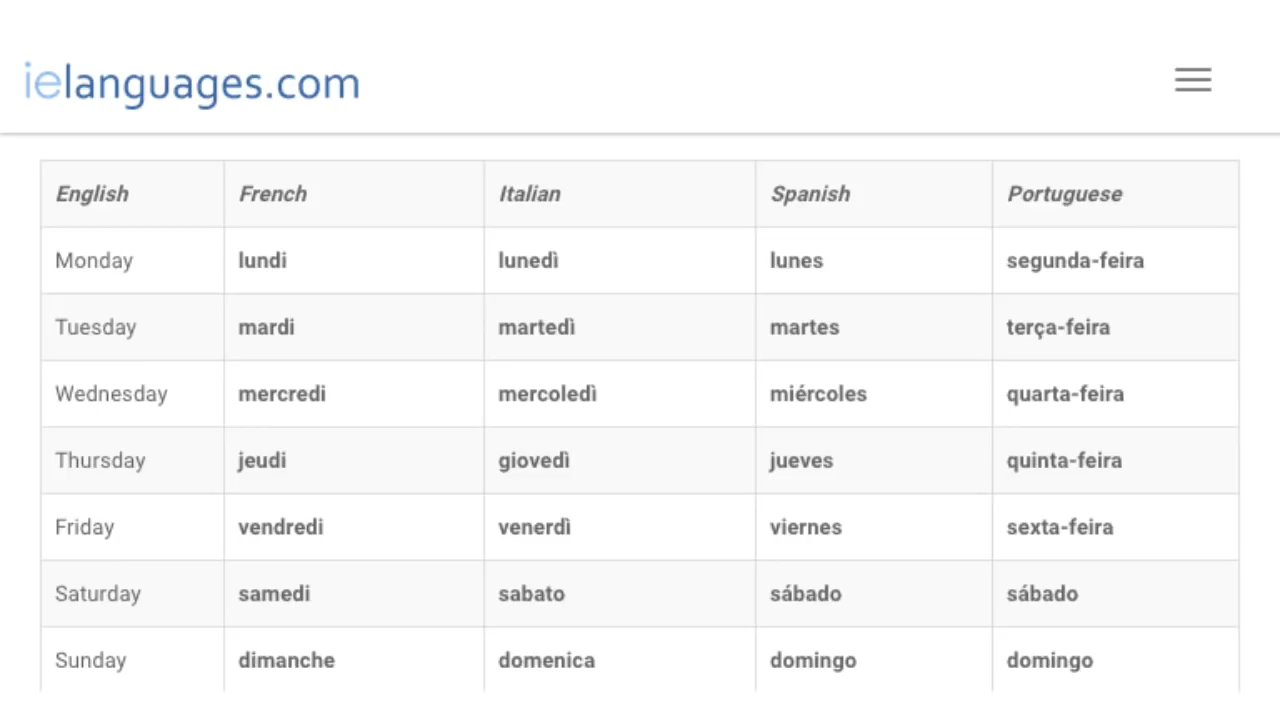 ielanguages.com
English French Italian Spanish Portuguese
Monday lundi lunedì lunes segunda-feira
Tuesday mardi martedì martes terça-feira
Wednesday mercredi mercoledì miércoles quarta-feira
Thursday jeudi giovedì jueves quinta-feira
Friday vendredi venerdì viernes sexta-feira
Saturday samedi sabato sábado sábado
Sunday dimanche domenica domingo domingo